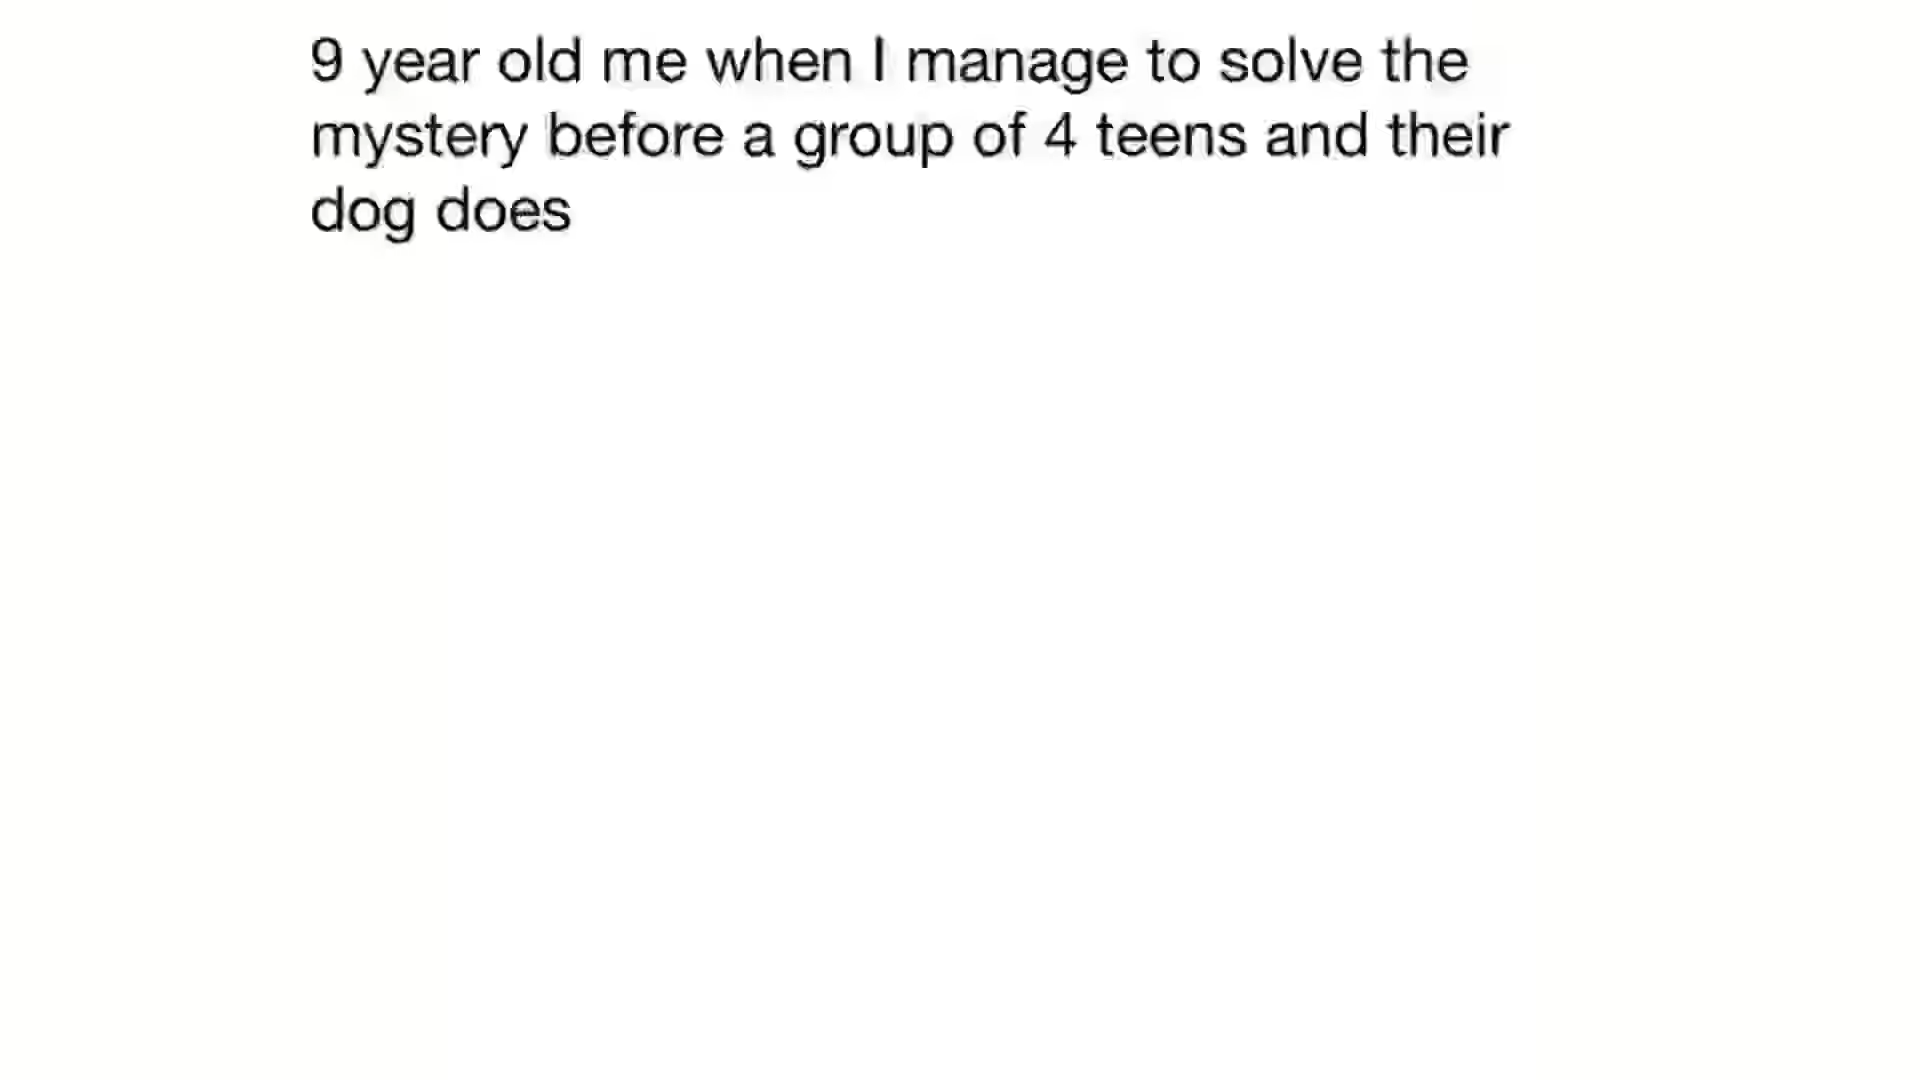 9 year old me when I manage to solve the
mystery before a group of 4 teens and their
dog does